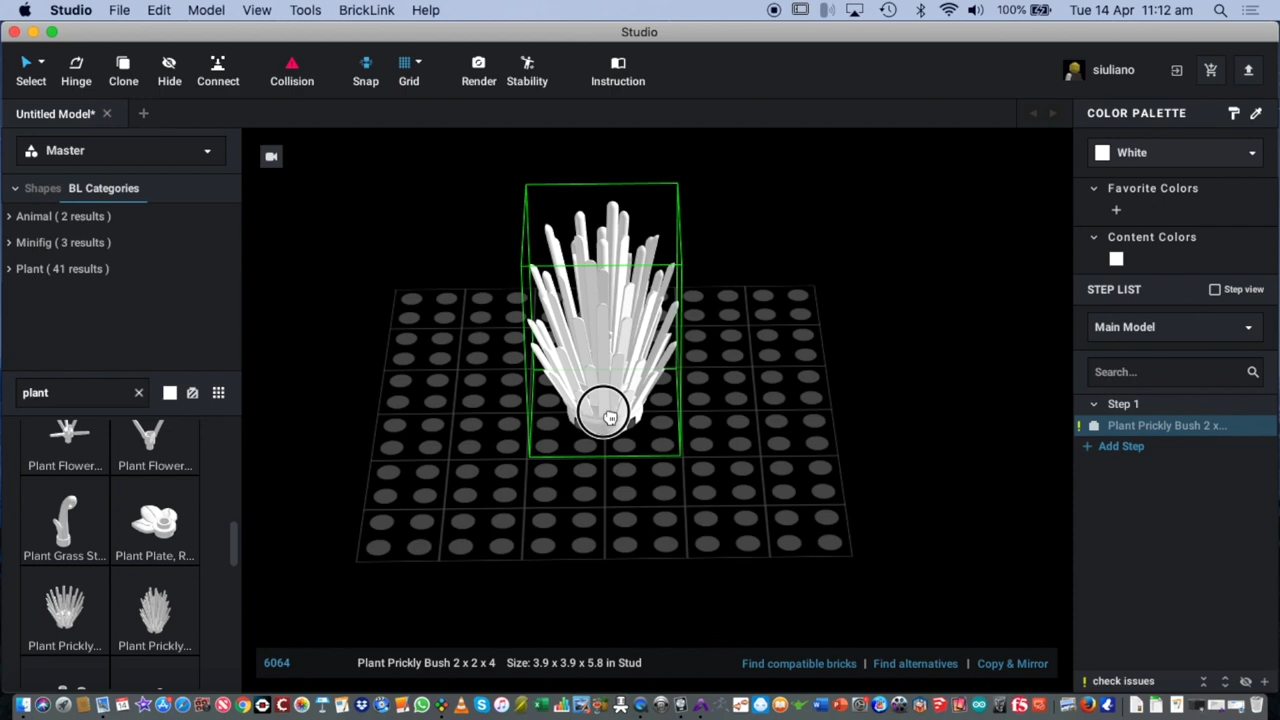 Studio File Edit Model View Tools BrickLink Help 100% Tue 14 Apr 11:12 am
Studio
Select Hinge Clone Hide Connect Collision Snap Grid Render Stability Instruction siuliano
Untitled Model* COLOR PALETTE
Master White
Shapes BL Categories Favorite Colors
Animal ( 2 results )
Minifig ( 3 results ) Content Colors
Plant ( 41 results )
STEP LIST Step view
Main Model
plant Search...
Step 1
Plant Prickly Bush 2 x...
Add Step
Plant Flower... Plant Flower...
Plant Grass St... Plant Plate, R...
Plant Prickly... Plant Prickly...
6064 Plant Prickly Bush 2 x 2 x 4 Size: 3.9 x 3.9 x 5.8 in Stud Find compatible bricks | Find alternatives | Copy & Mirror
check issues